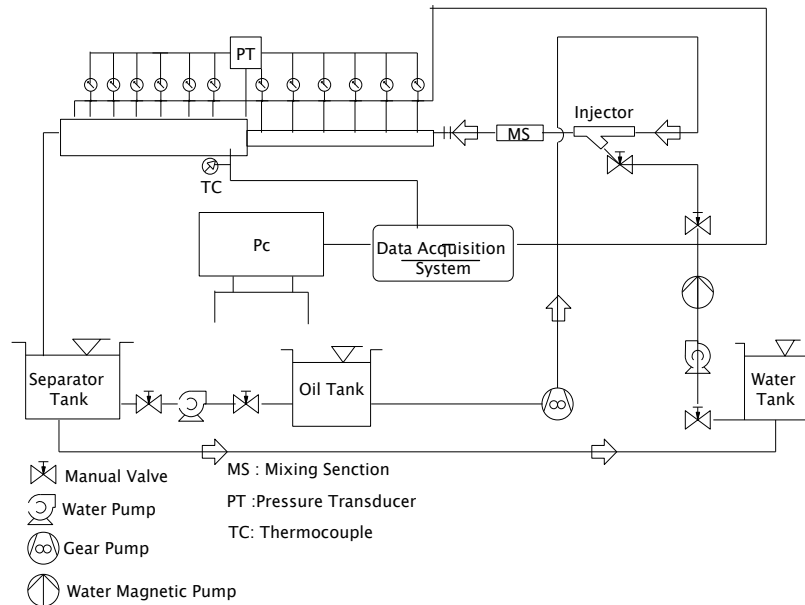 PT
Injector
MS
TC
Pc
Data Acquisition
System
Separator
Tank
Oil Tank
Water
Tank
Manual Valve
Water Pump
Gear Pump
Water Magnetic Pump
MS : Mixing Senction
PT :Pressure Transducer
TC: Thermocouple